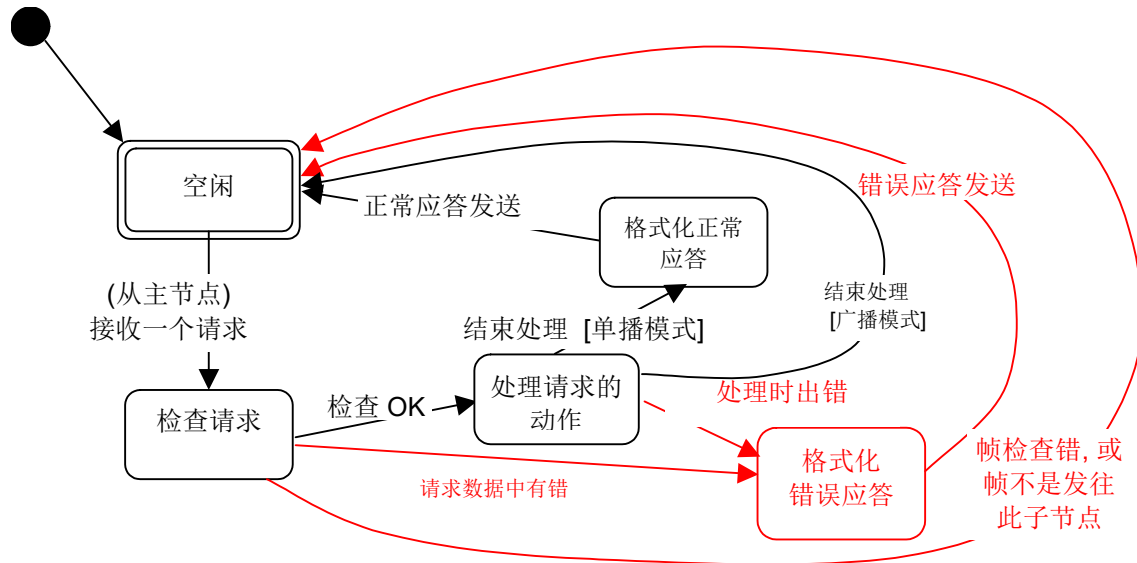 空闲
正常应答发送
错误应答发送
格式化正常
应答
(从主节点)
接收一个请求
结束处理 [单播模式]
结束处理
[广播模式]
检查请求
检查 OK
处理请求的
动作
处理时出错
请求数据中有错
格式化
错误应答
帧检查错, 或
帧不是发往
此子节点